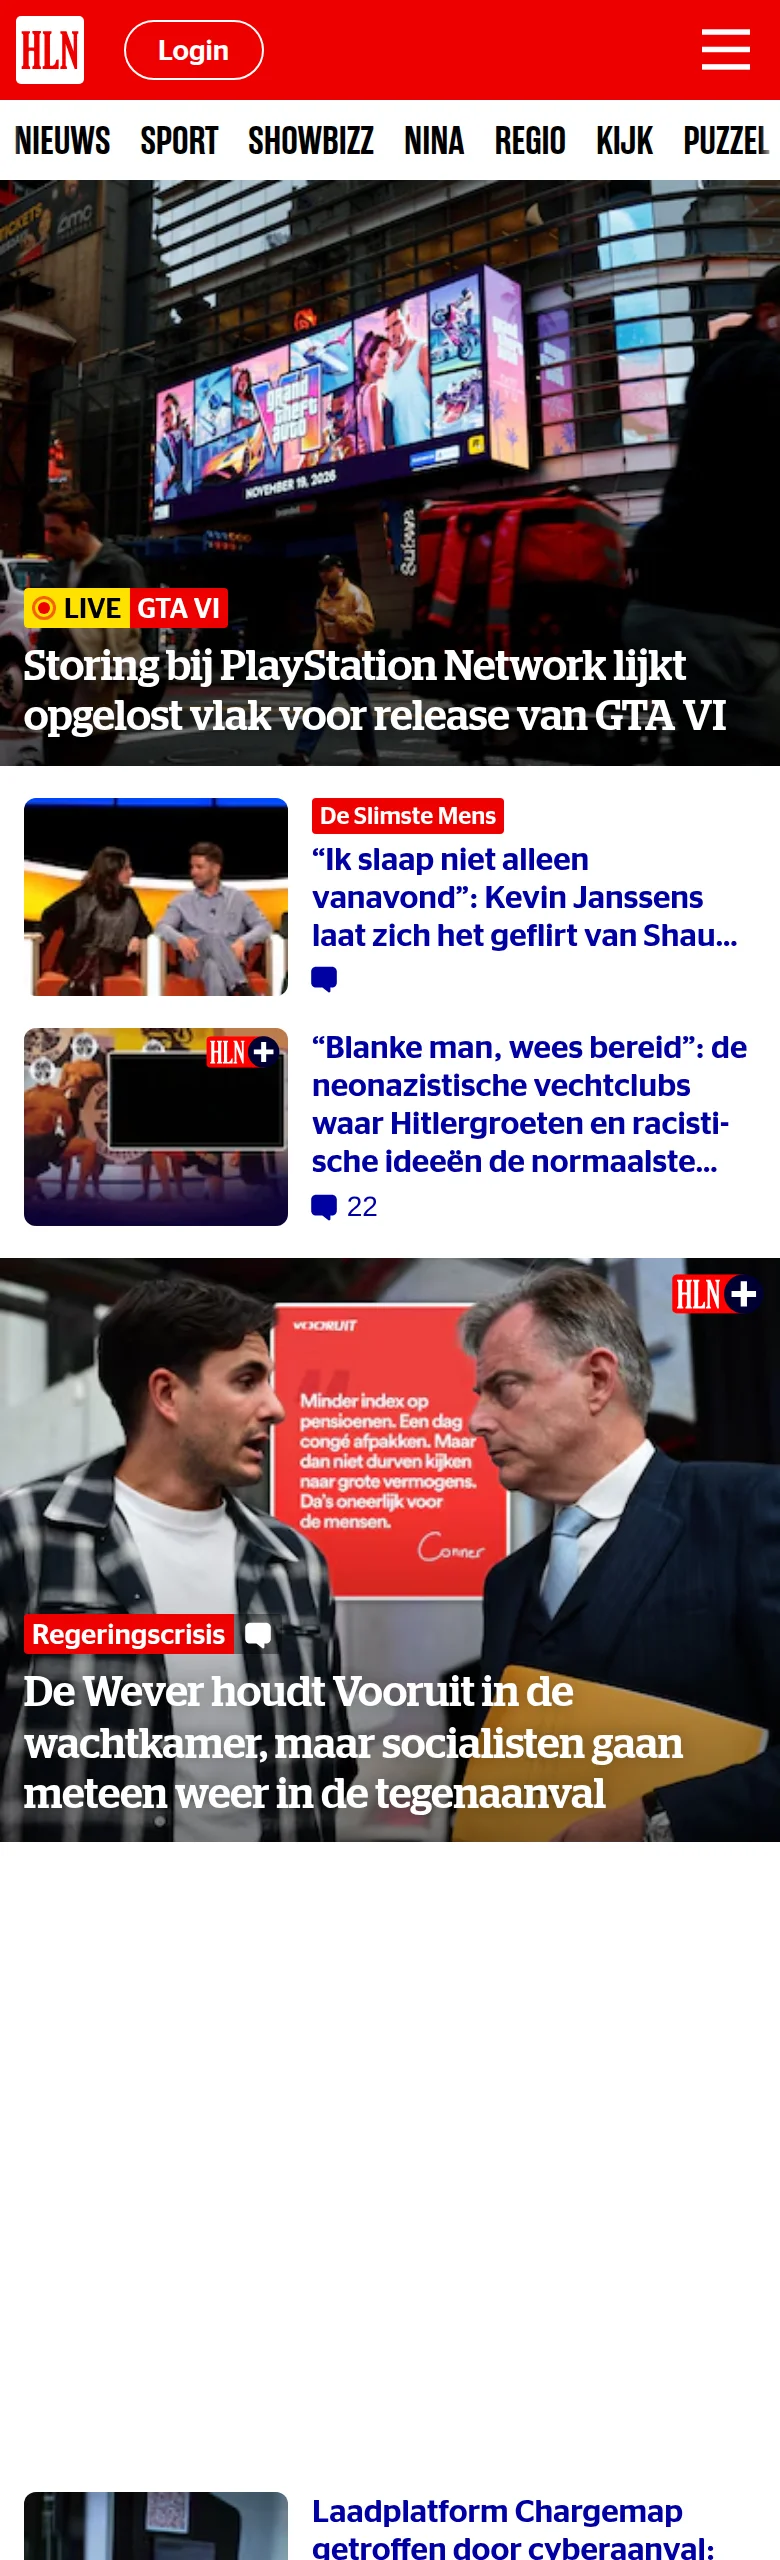 HLN
Login
NIEUWS SPORT SHOWBIZZ NINA REGIO KIJK PUZZEL
TICKETS
amc
grand
theft
auto
VI
NOVEMBER 19, 2026
Subway
LIVE GTA VI
Storing bij PlayStation Network lijkt
opgelost vlak voor release van GTA VI
De Slimste Mens
“Ik slaap niet alleen
vanavond”: Kevin Janssens
laat zich het geflirt van Shau...
HLN+
“Blanke man, wees bereid”: de
neonazistische vechtclubs
waar Hitlergroeten en racisti-
sche ideeën de normaalste...
22
HLN+
VOORUIT
Minder index op
pensioenen. Een dag
congé afpakken. Maar
dan niet durven kijken
naar grote vermogens.
Da's oneerlijk voor
de mensen.
Conner
Regeringscrisis
De Wever houdt Vooruit in de
wachtkamer, maar socialisten gaan
meteen weer in de tegenaanval
Laadplatform Chargemap
getroffen door cyberaanval: